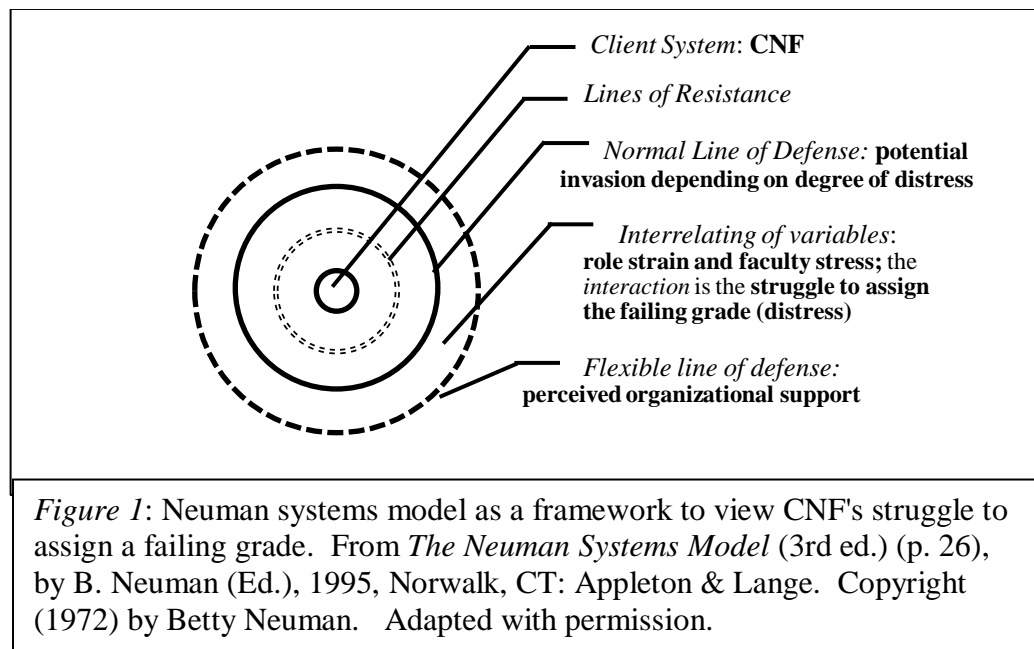 Client System: CNF
Lines of Resistance
Normal Line of Defense: potential
invasion depending on degree of distress
Interrelating of variables:
role strain and faculty stress; the
interaction is the struggle to assign
the failing grade (distress)
Flexible line of defense:
perceived organizational support
Figure 1: Neuman systems model as a framework to view CNF's struggle to
assign a failing grade.  From The Neuman Systems Model (3rd ed.) (p. 26),
by B. Neuman (Ed.), 1995, Norwalk, CT: Appleton & Lange.  Copyright
(1972) by Betty Neuman.   Adapted with permission.